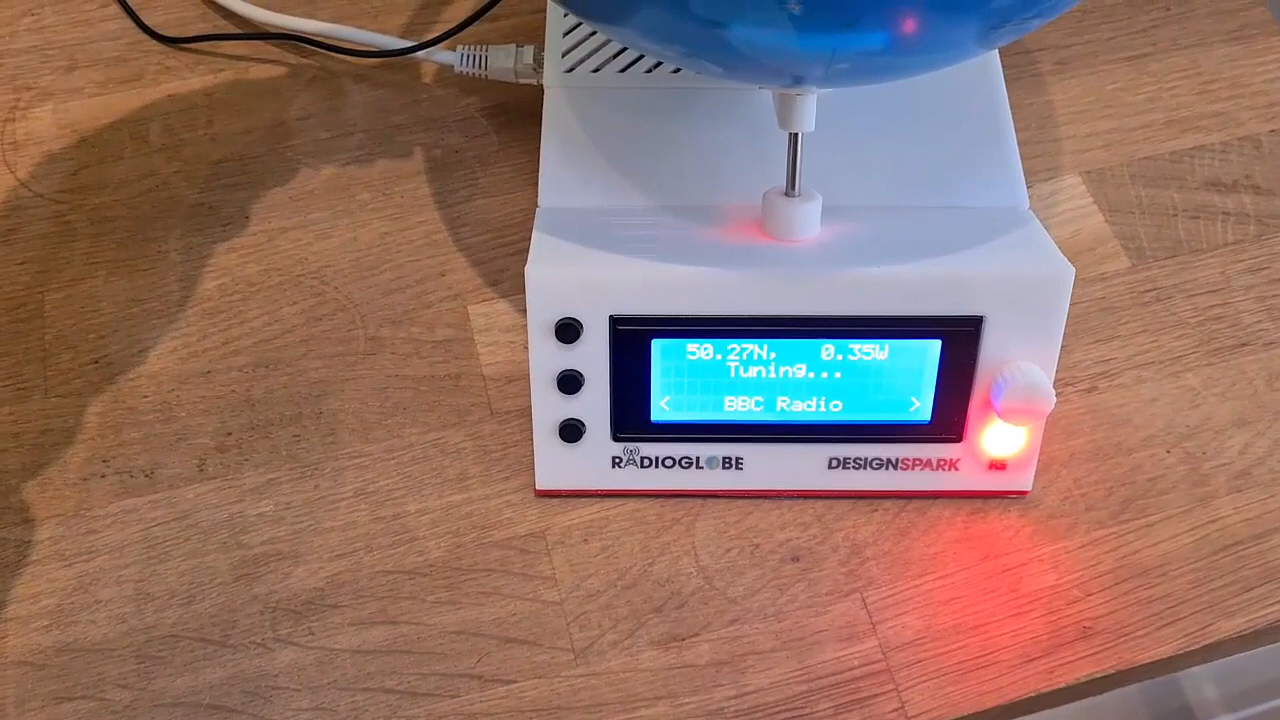 50.27N, 0.35W
Tuning...
< BBC Radio >
RADIOGLOBE
DESIGNSPARK
RS